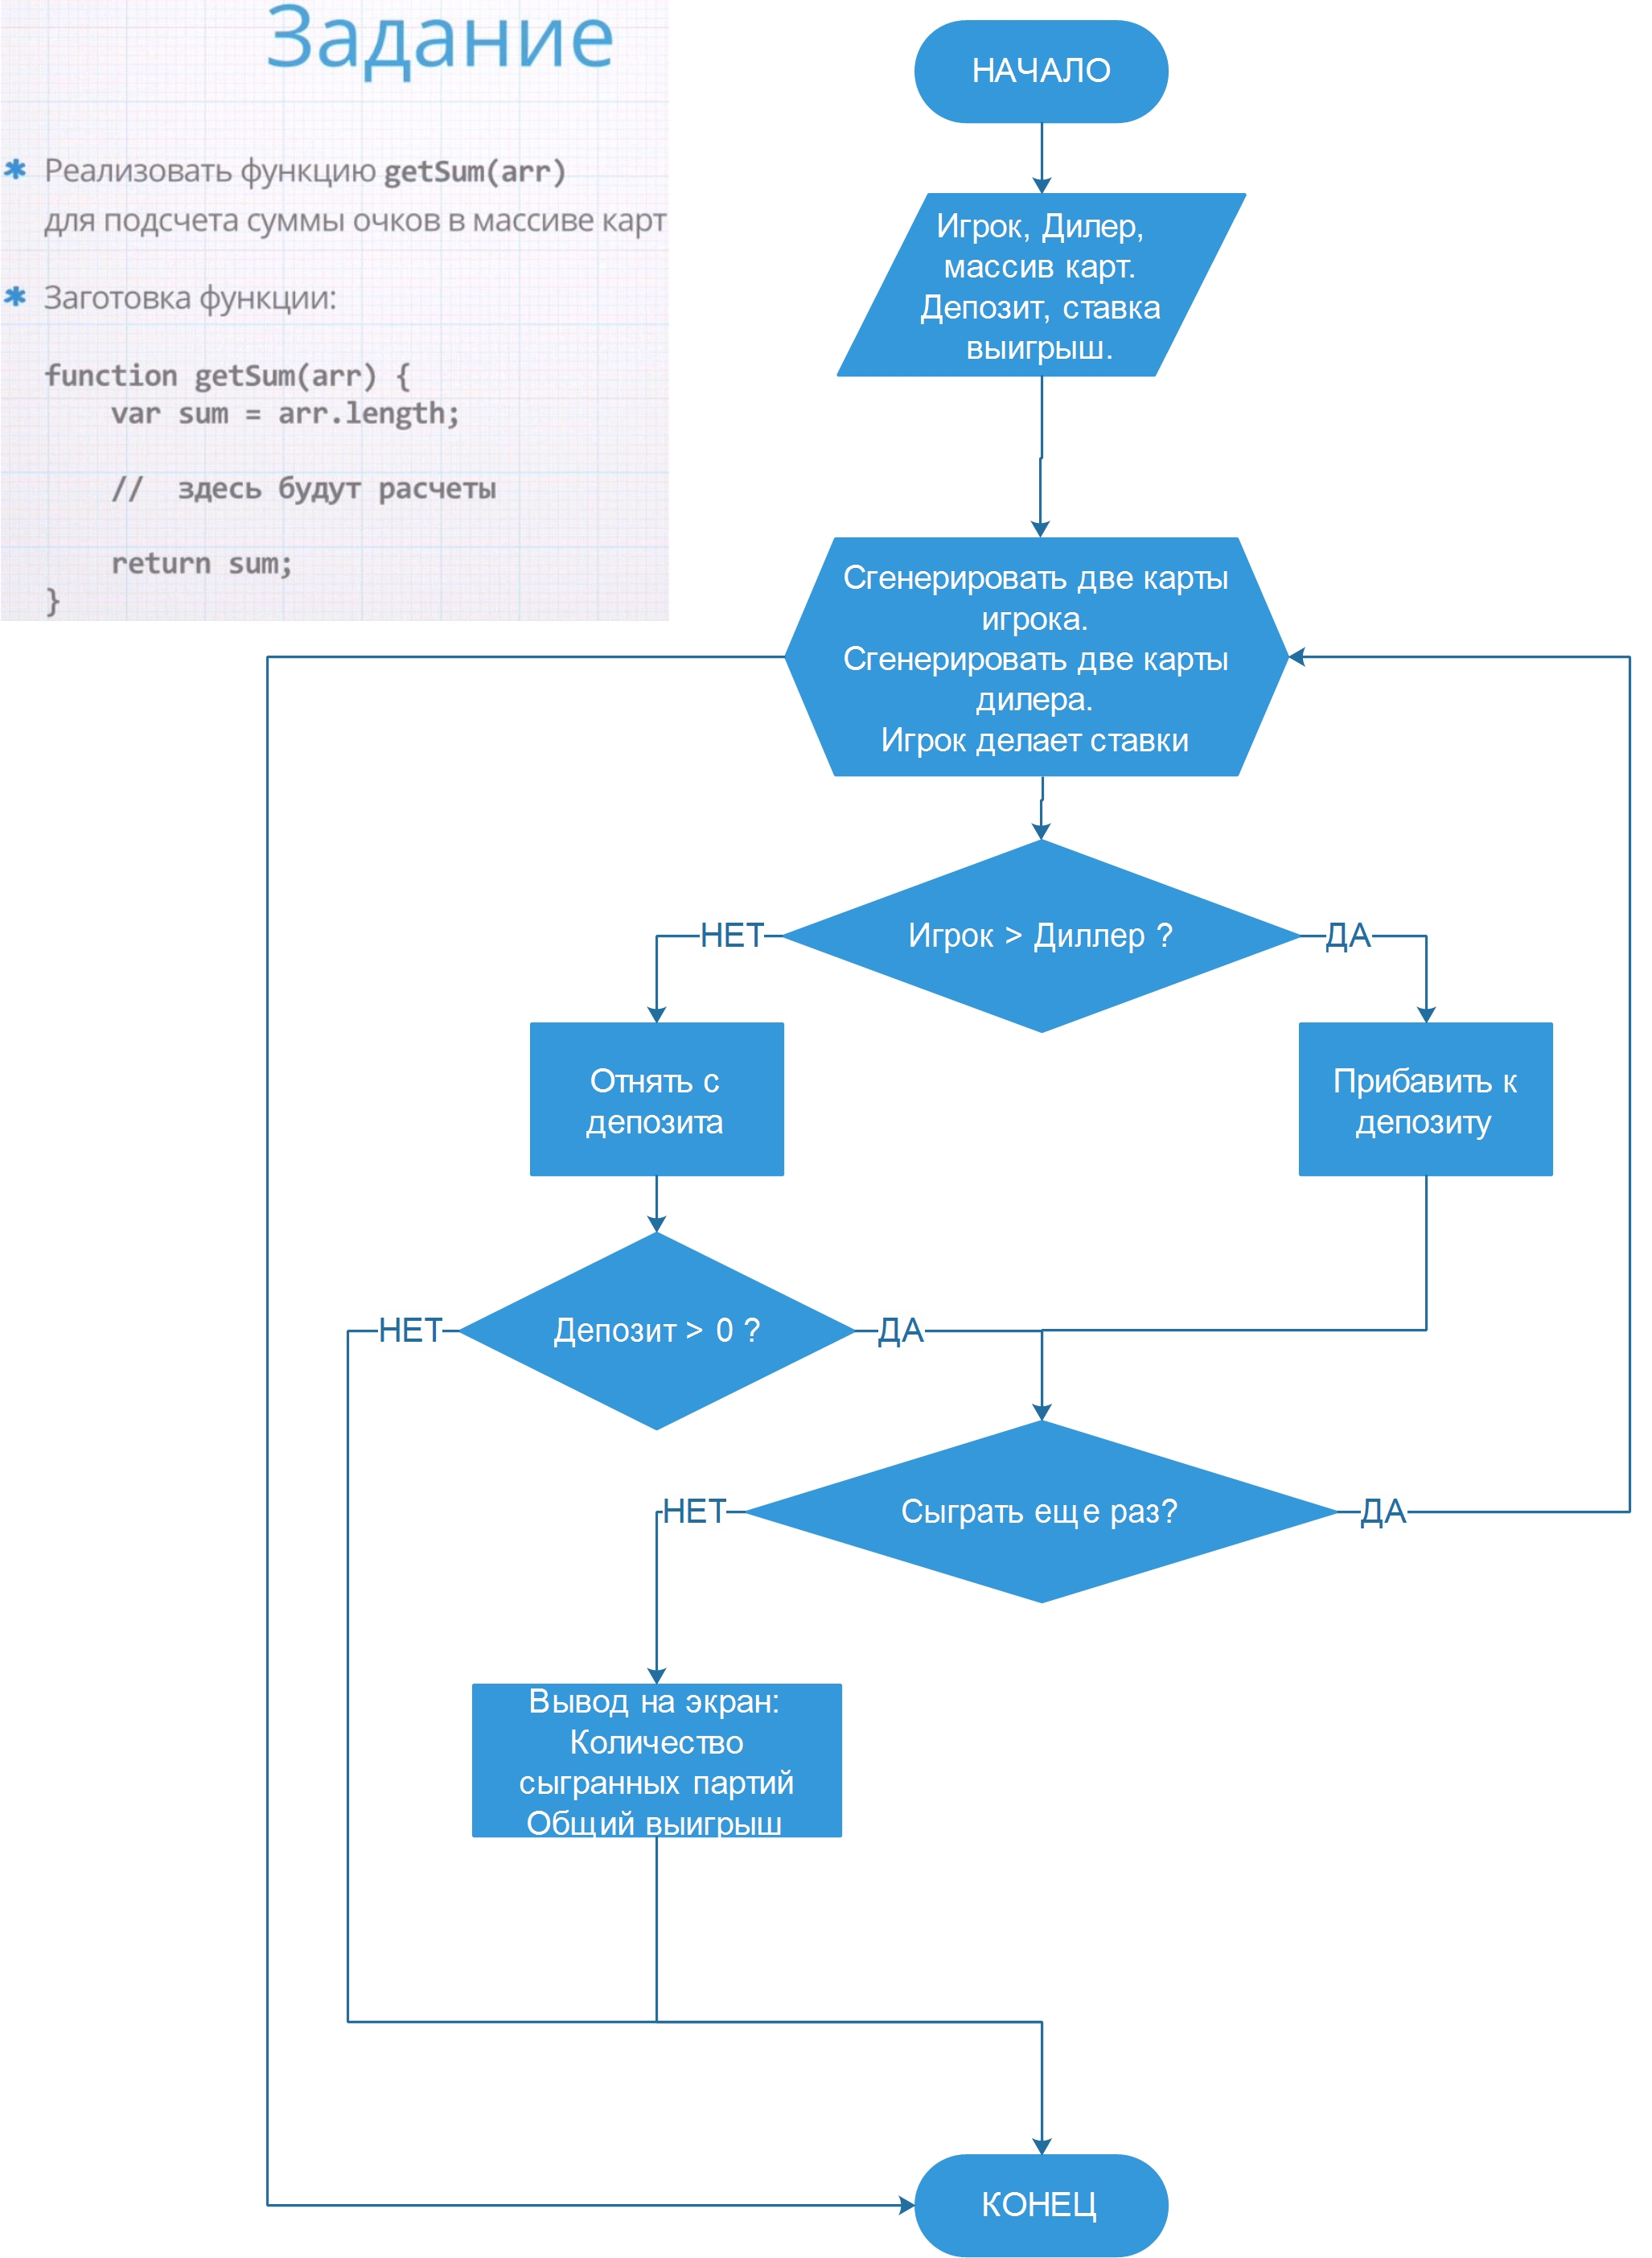 Задание
Реализовать функцию getSum(arr)
для подсчета суммы очков в массиве карт
Заготовка функции:
function getSum(arr) {
var sum = arr.length;
// здесь будут расчеты
return sum;
}
НАЧАЛО
Игрок, Дилер,
массив карт.
Депозит, ставка
выигрыш.
Сгенерировать две карты
игрока.
Сгенерировать две карты
дилера.
Игрок делает ставки
Игрок > Диллер ?
НЕТ
ДА
Отнять с
депозита
Прибавить к
депозиту
Депозит > 0 ?
НЕТ
ДА
Сыграть еще раз?
НЕТ
ДА
Вывод на экран:
Количество
сыгранных партий
Общий выигрыш
КОНЕЦ